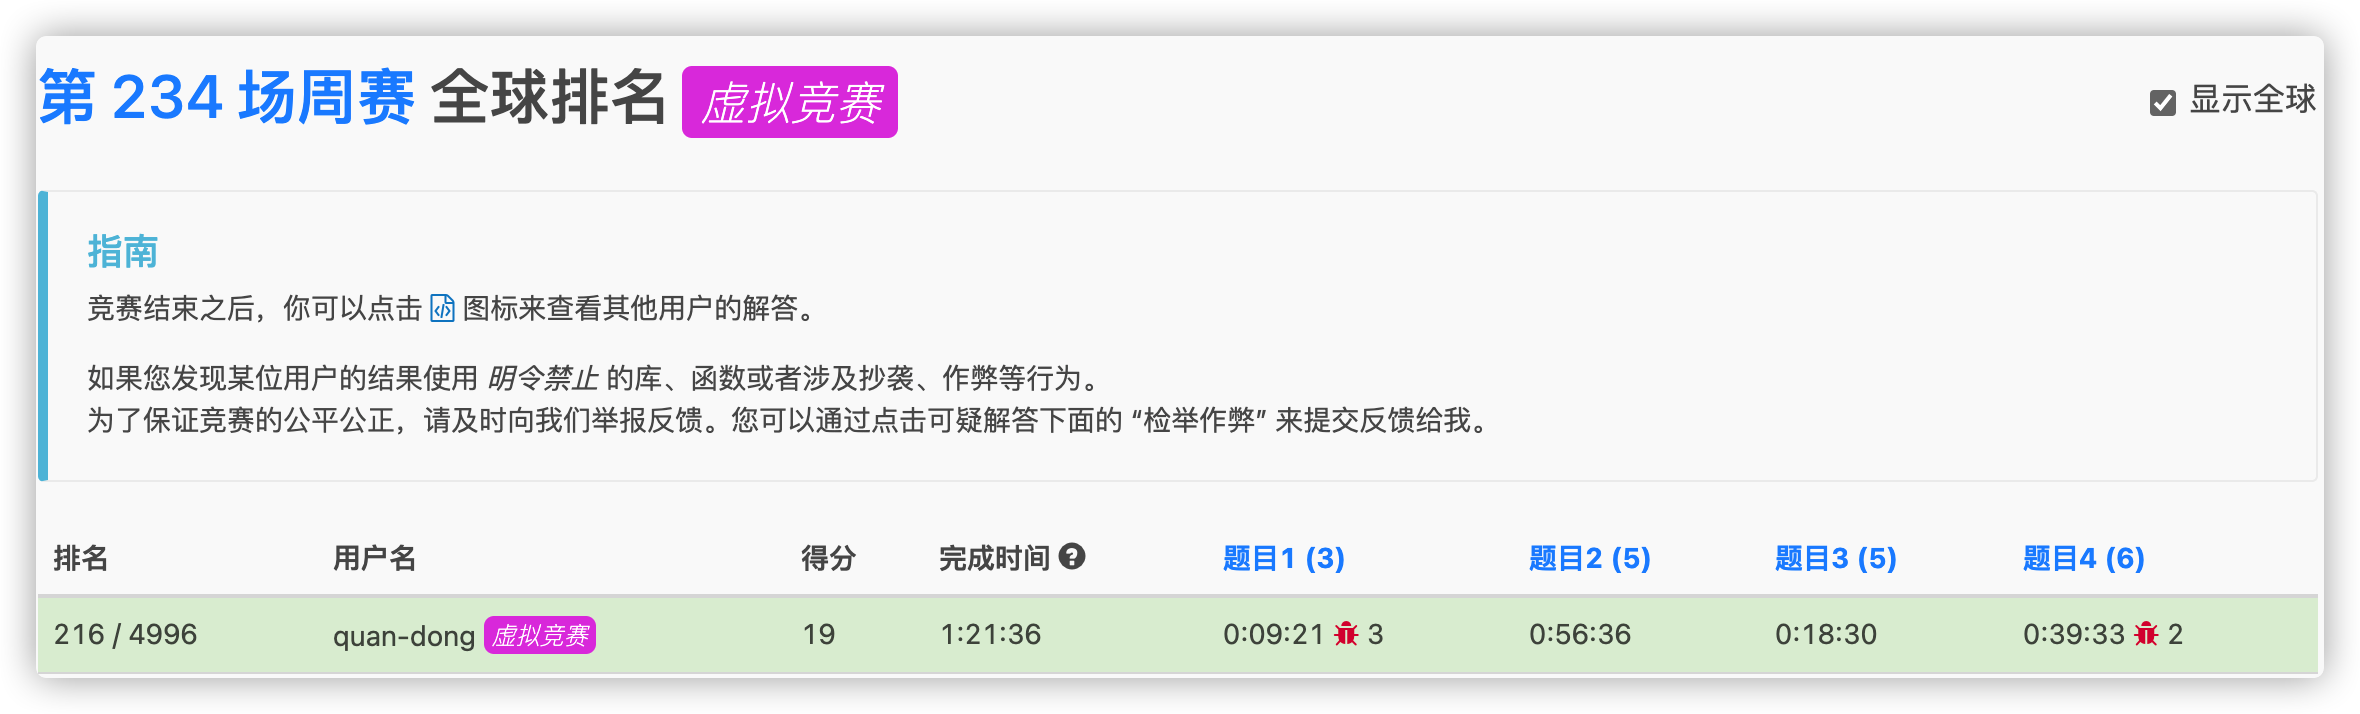 第 234 场周赛 全球排名 虚拟竞赛
显示全球
指南
竞赛结束之后，你可以点击 图标来查看其他用户的解答。
如果您发现某位用户的结果使用 明令禁止 的库、函数或者涉及抄袭、作弊等行为。
为了保证竞赛的公平公正，请及时向我们举报反馈。您可以通过点击可疑解答下面的 “检举作弊” 来提交反馈给我。
排名 用户名 得分 完成时间 题目1 (3) 题目2 (5) 题目3 (5) 题目4 (6)
216 / 4996 quan-dong 虚拟竞赛 19 1:21:36 0:09:21 3 0:56:36 0:18:30 0:39:33 2